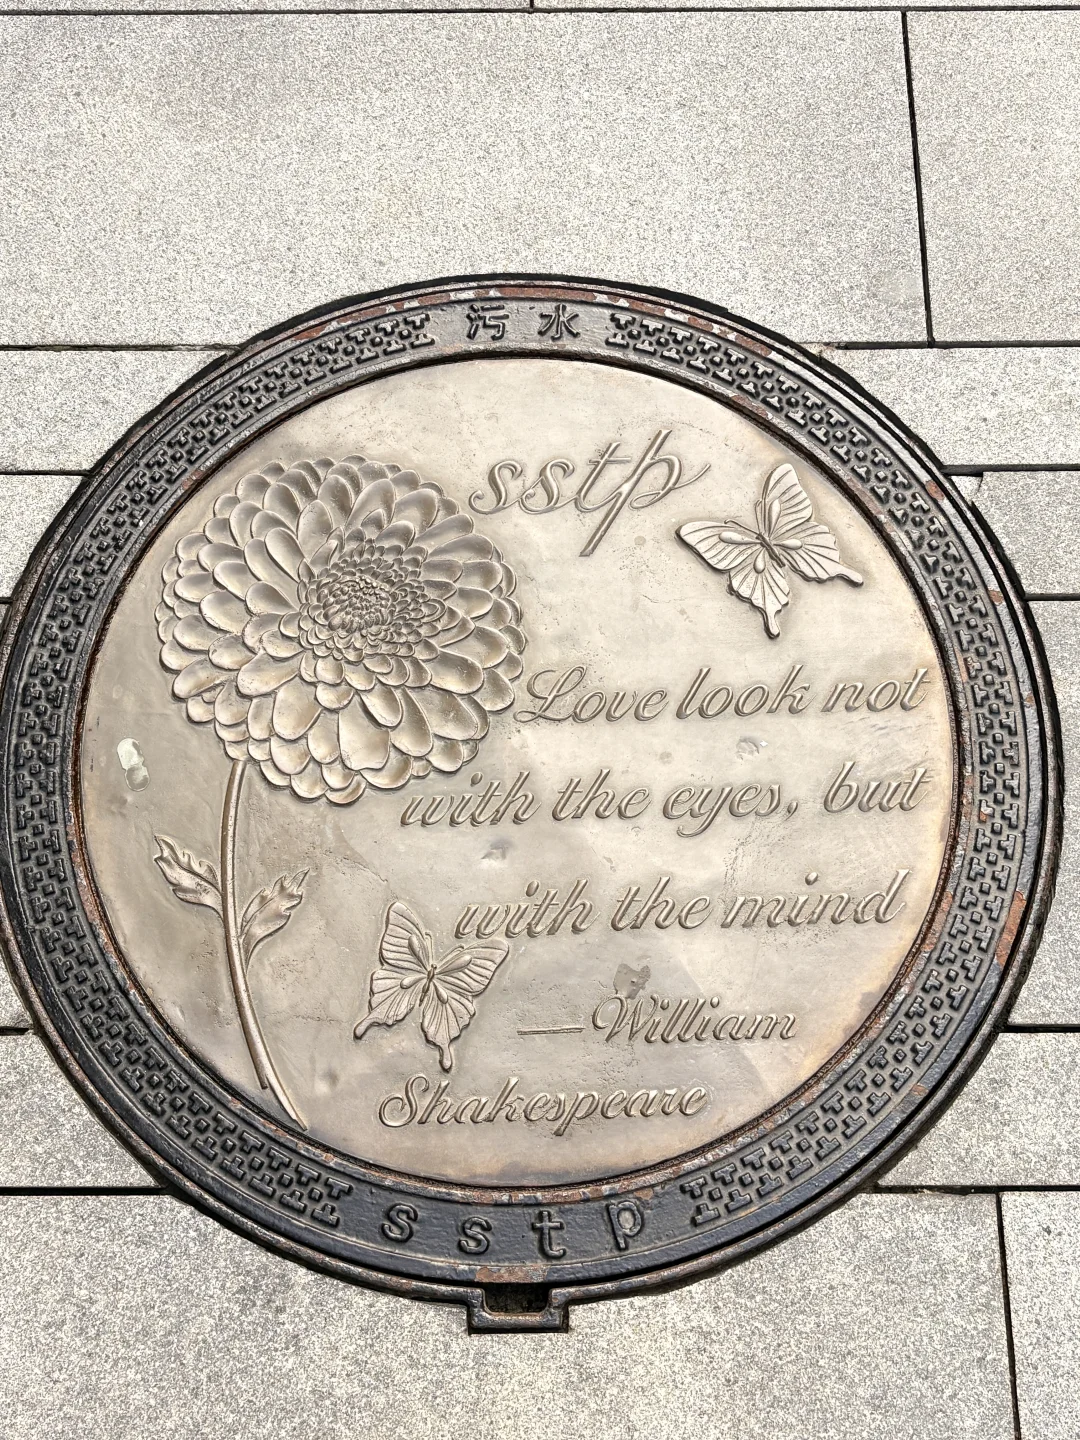 污水
sstp
Love look not
with the eyes, but
with the mind
—William
Shakespeare
sstp